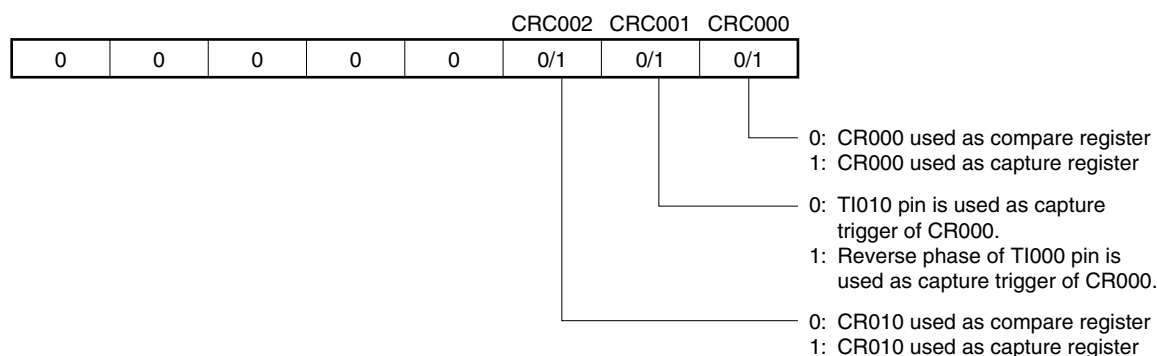 CRC002 CRC001 CRC000
0 0 0 0 0 0/1 0/1 0/1
0: CR000 used as compare register
1: CR000 used as capture register
0: TI010 pin is used as capture
trigger of CR000.
1: Reverse phase of TI000 pin is
used as capture trigger of CR000.
0: CR010 used as compare register
1: CR010 used as capture register